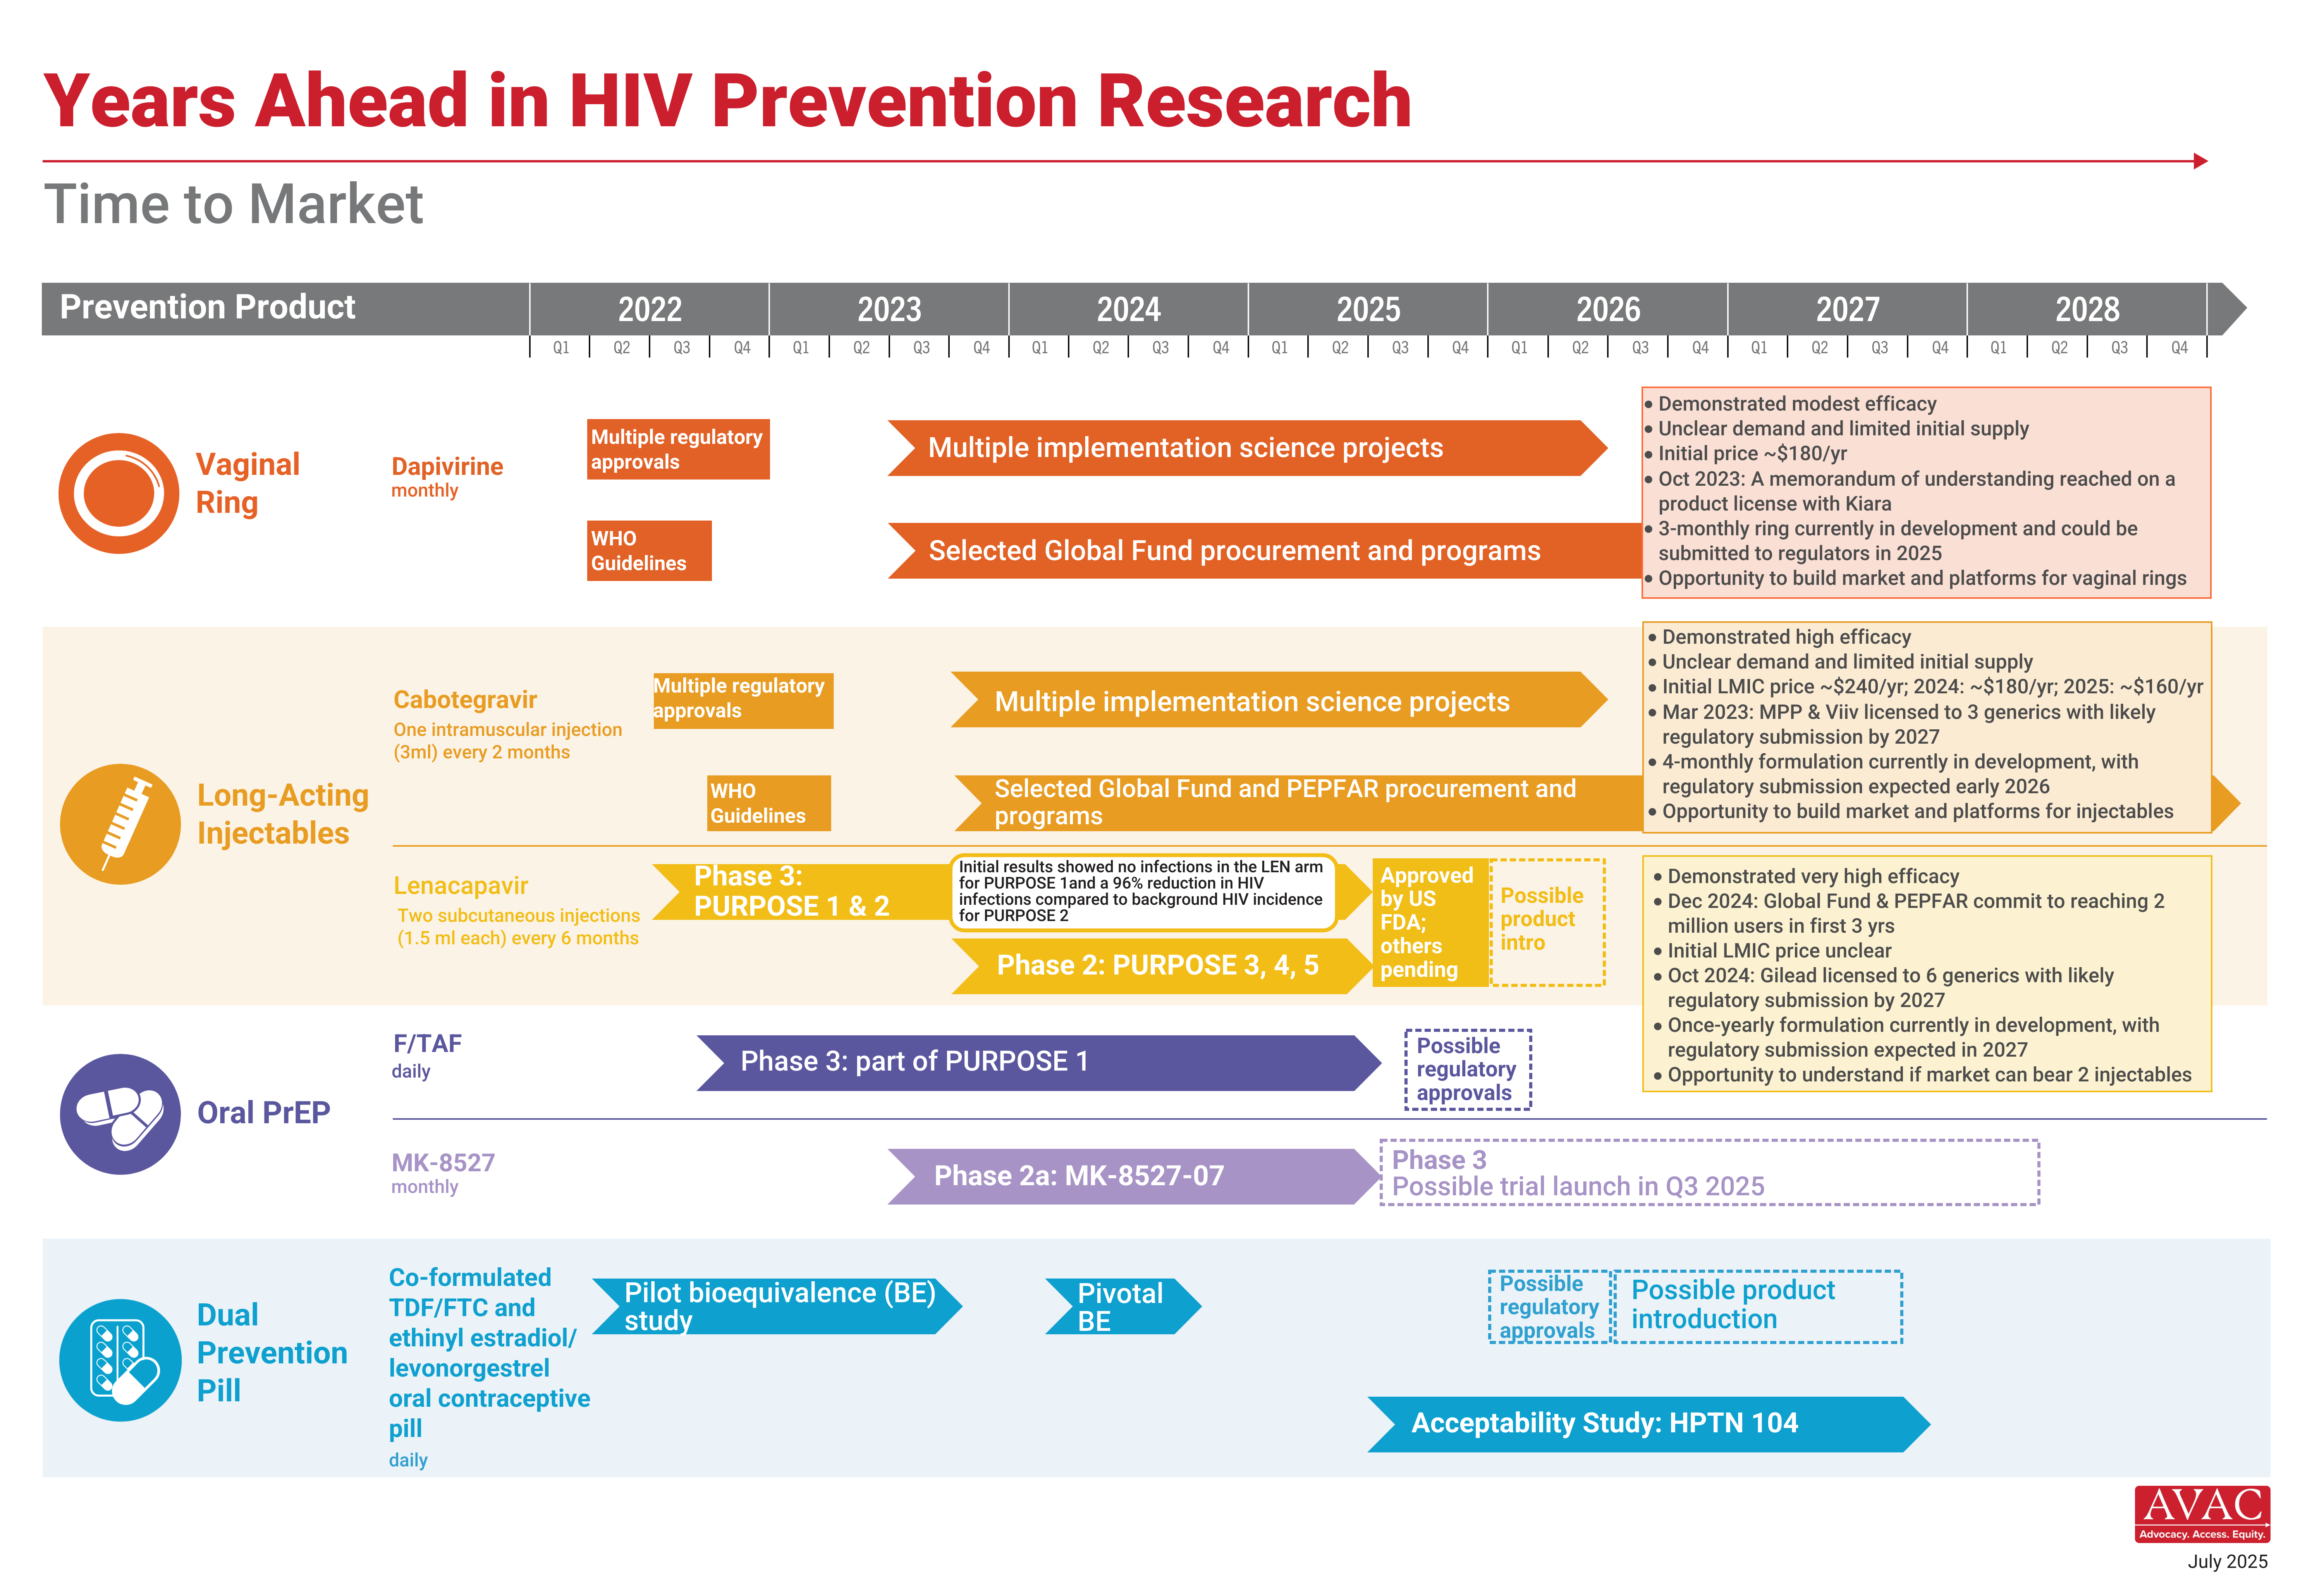 Years Ahead in HIV Prevention Research
Time to Market
Prevention Product
2022
2023
2024
2025
2026
2027
2028
Q1 Q2 Q3 Q4 Q1 Q2 Q3 Q4 Q1 Q2 Q3 Q4 Q1 Q2 Q3 Q4 Q1 Q2 Q3 Q4 Q1 Q2 Q3 Q4 Q1 Q2 Q3 Q4
Vaginal
Ring
Dapivirine
monthly
Multiple regulatory
approvals
Multiple implementation science projects
WHO
Guidelines
Selected Global Fund procurement and programs
• Demonstrated modest efficacy
• Unclear demand and limited initial supply
• Initial price ~$180/yr
• Oct 2023: A memorandum of understanding reached on a
product license with Kiara
• 3-monthly ring currently in development and could be
submitted to regulators in 2025
• Opportunity to build market and platforms for vaginal rings
Long-Acting
Injectables
Cabotegravir
One intramuscular injection
(3ml) every 2 months
Multiple regulatory
approvals
Multiple implementation science projects
WHO
Guidelines
Selected Global Fund and PEPFAR procurement and
programs
• Demonstrated high efficacy
• Unclear demand and limited initial supply
• Initial LMIC price ~$240/yr; 2024: ~$180/yr; 2025: ~$160/yr
• Mar 2023: MPP & Viiv licensed to 3 generics with likely
regulatory submission by 2027
• 4-monthly formulation currently in development, with
regulatory submission expected early 2026
• Opportunity to build market and platforms for injectables
Lenacapavir
Two subcutaneous injections
(1.5 ml each) every 6 months
Phase 3:
PURPOSE 1 & 2
Initial results showed no infections in the LEN arm
for PURPOSE 1and a 96% reduction in HIV
infections compared to background HIV incidence
for PURPOSE 2
Phase 2: PURPOSE 3, 4, 5
Approved
by US
FDA;
others
pending
Possible
product
intro
• Demonstrated very high efficacy
• Dec 2024: Global Fund & PEPFAR commit to reaching 2
million users in first 3 yrs
• Initial LMIC price unclear
• Oct 2024: Gilead licensed to 6 generics with likely
regulatory submission by 2027
• Once-yearly formulation currently in development, with
regulatory submission expected in 2027
• Opportunity to understand if market can bear 2 injectables
Oral PrEP
F/TAF
daily
Phase 3: part of PURPOSE 1
Possible
regulatory
approvals
MK-8527
monthly
Phase 2a: MK-8527-07
Phase 3
Possible trial launch in Q3 2025
Dual
Prevention
Pill
Co-formulated
TDF/FTC and
ethinyl estradiol/
levonorgestrel
oral contraceptive
pill
daily
Pilot bioequivalence (BE)
study
Pivotal
BE
Possible
regulatory
approvals
Possible product
introduction
Acceptability Study: HPTN 104
AVAC
Advocacy. Access. Equity.
July 2025